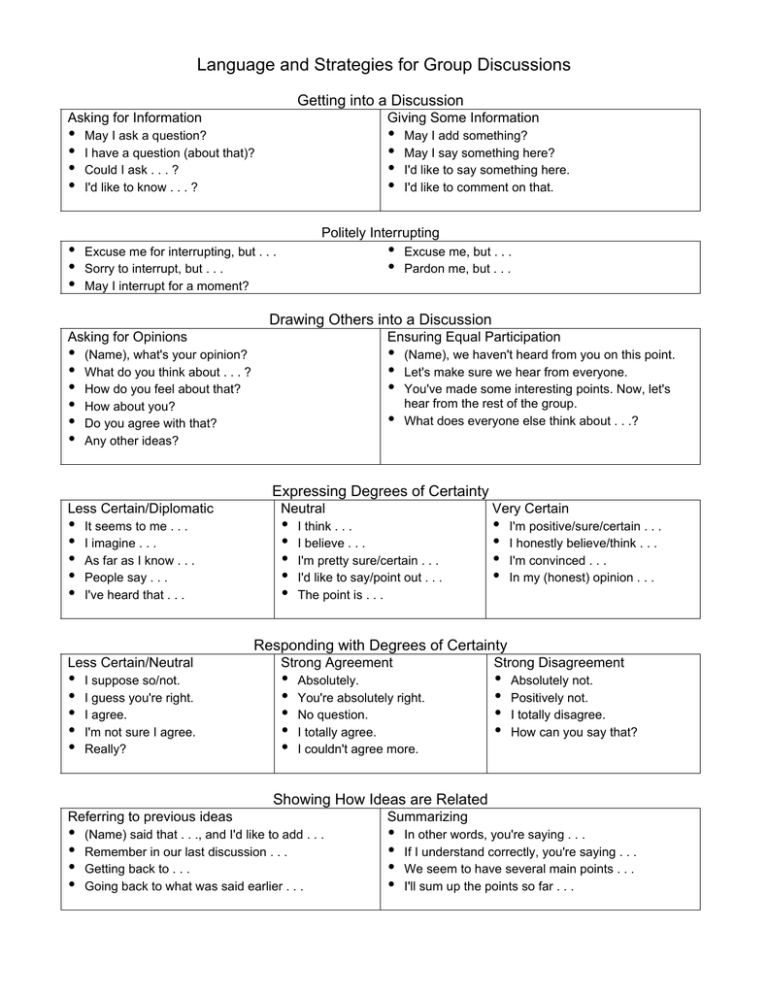 Language and Strategies for Group Discussions
Getting into a Discussion
Asking for Information
• May I ask a question?
• I have a question (about that)?
• Could I ask . . . ?
• I'd like to know . . . ?
Giving Some Information
• May I add something?
• May I say something here?
• I'd like to say something here.
• I'd like to comment on that.
Politely Interrupting
• Excuse me for interrupting, but . . .
• Sorry to interrupt, but . . .
• May I interrupt for a moment?
• Excuse me, but . . .
• Pardon me, but . . .
Drawing Others into a Discussion
Asking for Opinions
• (Name), what's your opinion?
• What do you think about . . . ?
• How do you feel about that?
• How about you?
• Do you agree with that?
• Any other ideas?
Ensuring Equal Participation
• (Name), we haven't heard from you on this point.
• Let's make sure we hear from everyone.
• You've made some interesting points. Now, let's
hear from the rest of the group.
• What does everyone else think about . . .?
Expressing Degrees of Certainty
Less Certain/Diplomatic
• It seems to me . . .
• I imagine . . .
• As far as I know . . .
• People say . . .
• I've heard that . . .
Neutral
• I think . . .
• I believe . . .
• I'm pretty sure/certain . . .
• I'd like to say/point out . . .
• The point is . . .
Very Certain
• I'm positive/sure/certain . . .
• I honestly believe/think . . .
• I'm convinced . . .
• In my (honest) opinion . . .
Responding with Degrees of Certainty
Less Certain/Neutral
• I suppose so/not.
• I guess you're right.
• I agree.
• I'm not sure I agree.
• Really?
Strong Agreement
• Absolutely.
• You're absolutely right.
• No question.
• I totally agree.
• I couldn't agree more.
Strong Disagreement
• Absolutely not.
• Positively not.
• I totally disagree.
• How can you say that?
Showing How Ideas are Related
Referring to previous ideas
• (Name) said that . . ., and I'd like to add . . .
• Remember in our last discussion . . .
• Getting back to . . .
• Going back to what was said earlier . . .
Summarizing
• In other words, you're saying . . .
• If I understand correctly, you're saying . . .
• We seem to have several main points . . .
• I'll sum up the points so far . . .